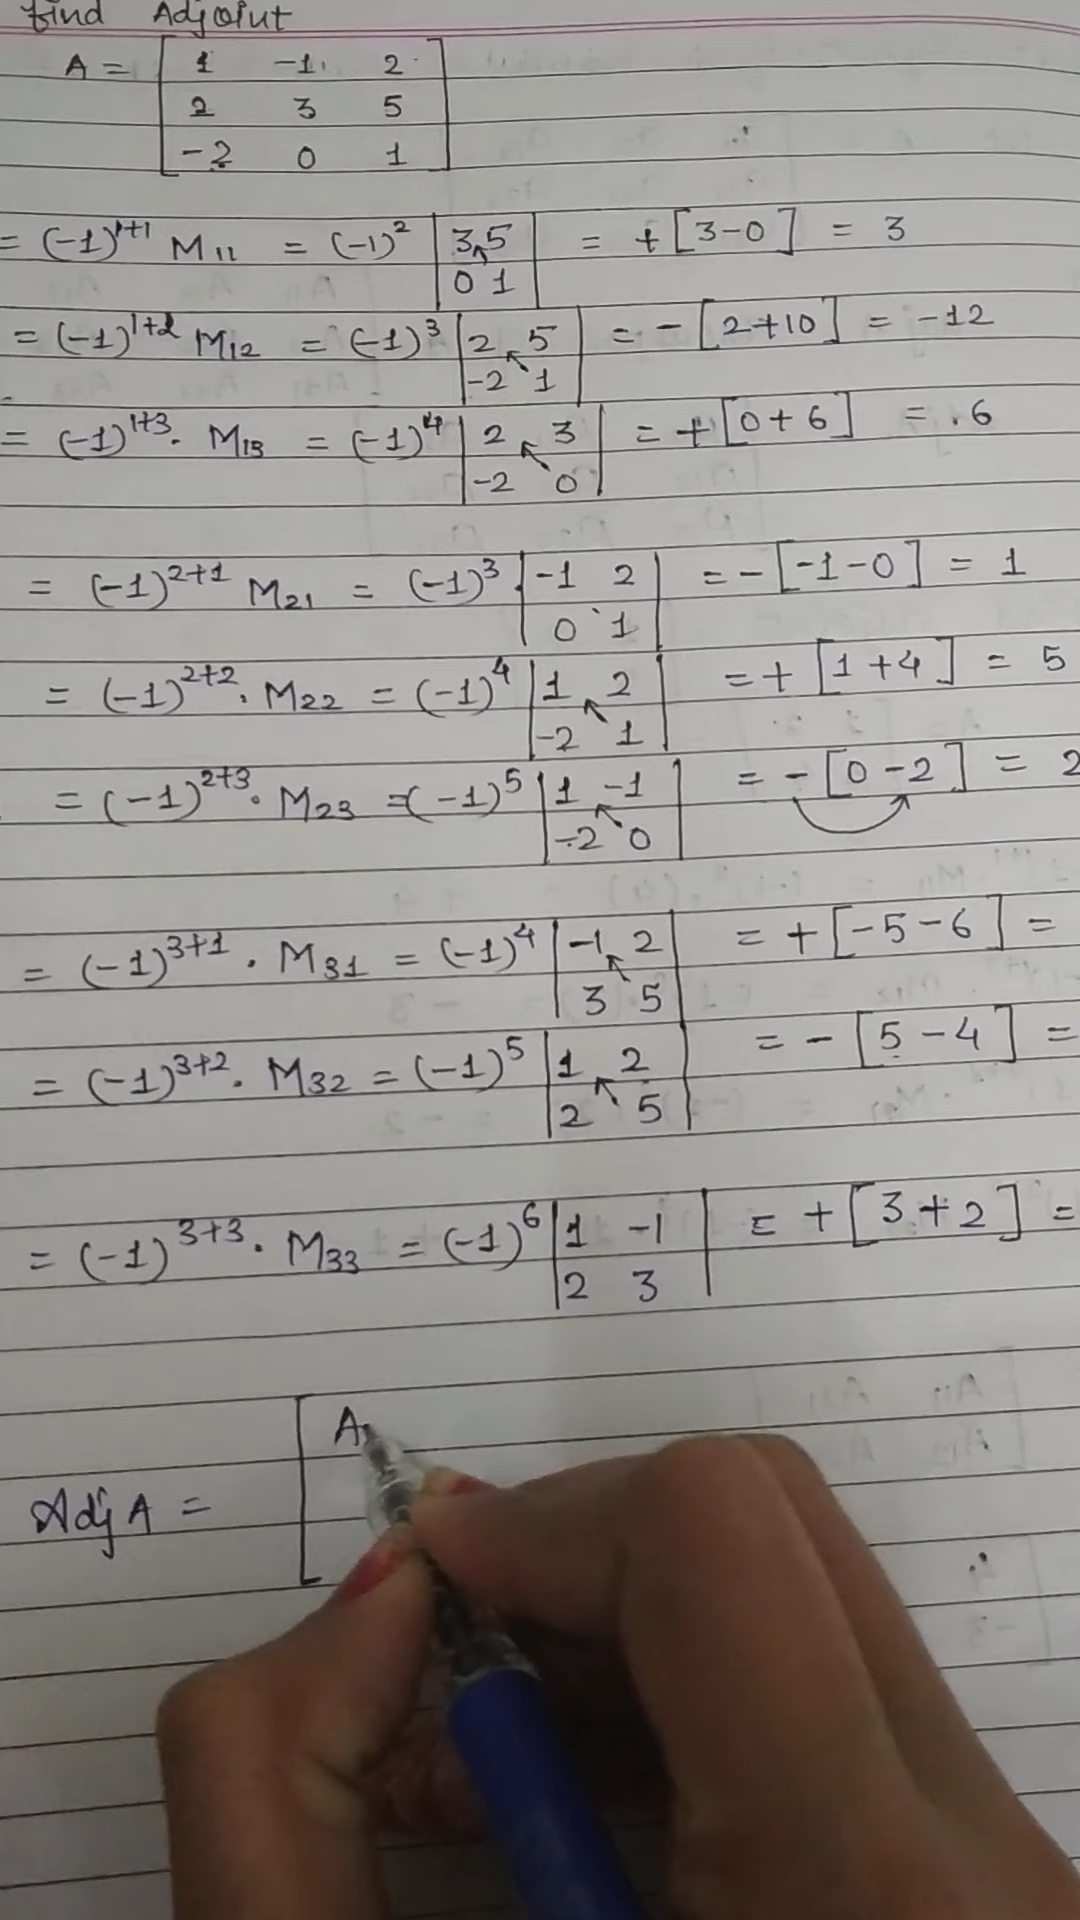 find Adjoint
A = [ 1 -1 2
2 3 5
-2 0 1 ]
= (-1)^1+1 M11 = (-1)^2 | 3 5 | = + [3-0] = 3
0 1
= (-1)^1+2 M12 = (-1)^3 | 2 5 | = - [2+10] = -12
-2 1
= (-1)^1+3 . M13 = (-1)^4 | 2 3 | = + [0+6] = .6
-2 0
= (-1)^2+1 M21 = (-1)^3 . | -1 2 | = - [-1-0] = 1
0 1
= (-1)^2+2 . M22 = (-1)^4 | 1 2 | = + [1+4] = 5
-2 1
= (-1)^2+3 . M23 = (-1)^5 | 1 -1 | = - [0-2] = 2
-2 0
= (-1)^3+1 . M31 = (-1)^4 | -1 2 | = + [-5-6] =
3 5
= (-1)^3+2 . M32 = (-1)^5 | 1 2 | = - [5-4] =
2 5
= (-1)^3+3 . M33 = (-1)^6 | 1 -1 | = + [3+2] =
2 3
Adj A = [ A